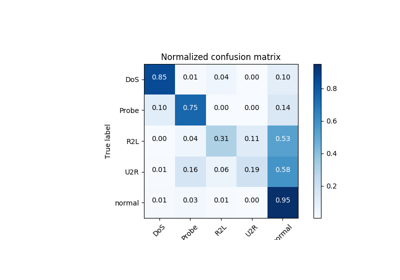 Normalized confusion matrix
True label
DoS 0.85 0.01 0.04 0.00 0.10
Probe 0.10 0.75 0.00 0.00 0.14
R2L 0.00 0.04 0.31 0.11 0.53
U2R 0.01 0.16 0.06 0.19 0.58
normal 0.01 0.03 0.01 0.00 0.95
DoS Probe R2L U2R ormal
0.8
0.6
0.4
0.2